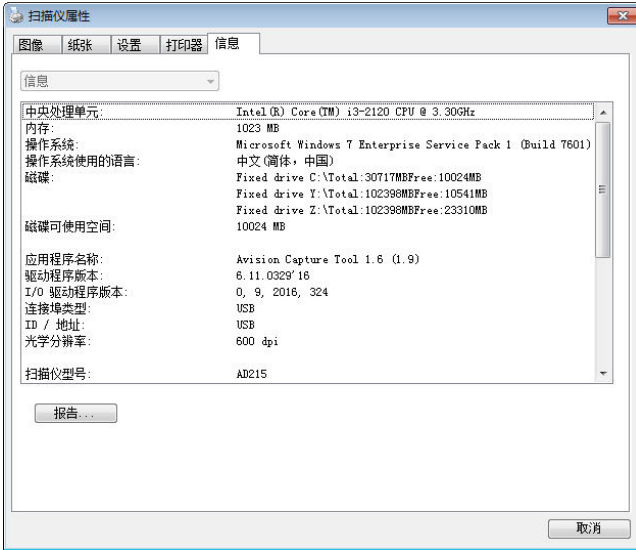 扫描仪属性
图像 纸张 设置 打印器 信息
信息
中央处理单元: Intel(R) Core(TM) i3-2120 CPU @ 3.30GHz
内存: 1023 MB
操作系统: Microsoft Windows 7 Enterprise Service Pack 1 (Build 7601)
操作系统使用的语言: 中文(简体，中国)
磁碟: Fixed drive C:\Total:30717MBFree:10024MB
Fixed drive Y:\Total:102398MBFree:10541MB
Fixed drive Z:\Total:102398MBFree:23310MB
磁碟可使用空间: 10024 MB
应用程序名称: Avision Capture Tool 1.6 (1.9)
驱动程序版本: 6.11.0329'16
I/O 驱动程序版本: 0, 9, 2016, 324
连接埠类型: USB
ID / 地址: USB
光学分辨率: 600 dpi
扫描仪型号: AD215
报告...
取消